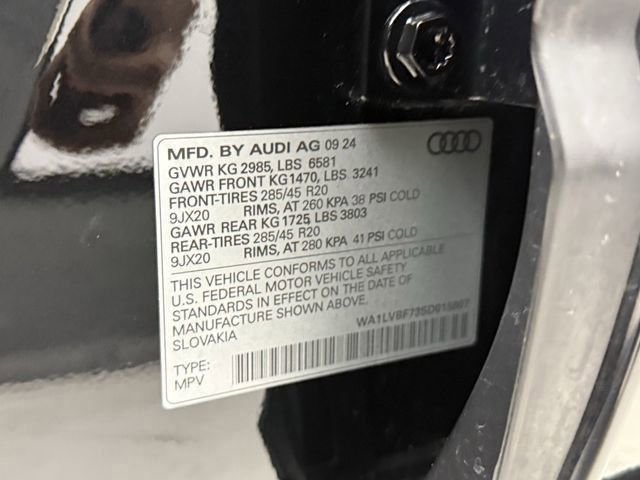 MFD. BY AUDI AG 09 24
GVWR KG 2985, LBS 6581
GAWR FRONT KG1470, LBS 3241
FRONT-TIRES 285/45 R20
9JX20 RIMS, AT 260 KPA 38 PSI COLD
GAWR REAR KG 1725, LBS 3803
REAR-TIRES 285/45 R20
9JX20 RIMS, AT 280 KPA 41 PSI COLD
THIS VEHICLE CONFORMS TO ALL APPLICABLE
U.S. FEDERAL MOTOR VEHICLE SAFETY
STANDARDS IN EFFECT ON THE DATE OF
MANUFACTURE SHOWN ABOVE.
SLOVAKIA
TYPE:
MPV